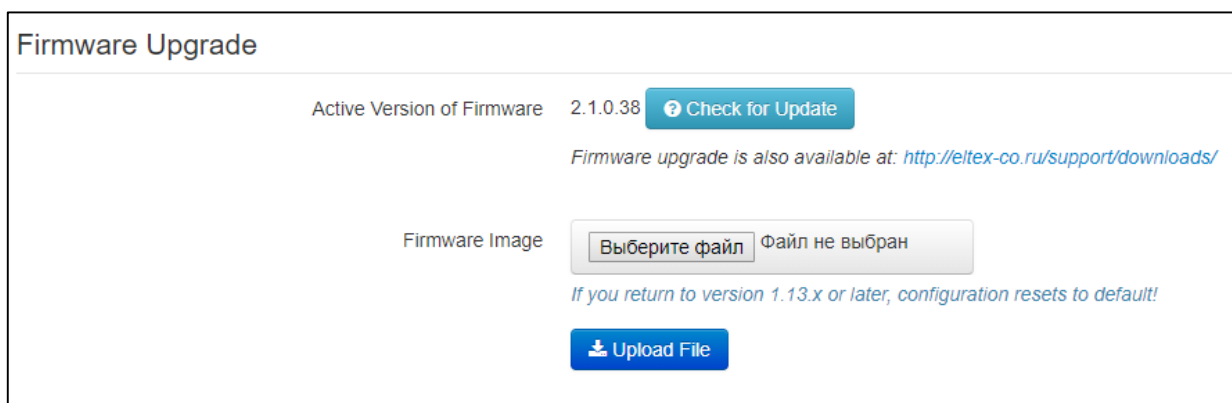 Firmware Upgrade
Active Version of Firmware 2.1.0.38 Check for Update
Firmware upgrade is also available at: http://eltex-co.ru/support/downloads/
Firmware Image Выберите файл Файл не выбран
If you return to version 1.13.x or later, configuration resets to default!
Upload File